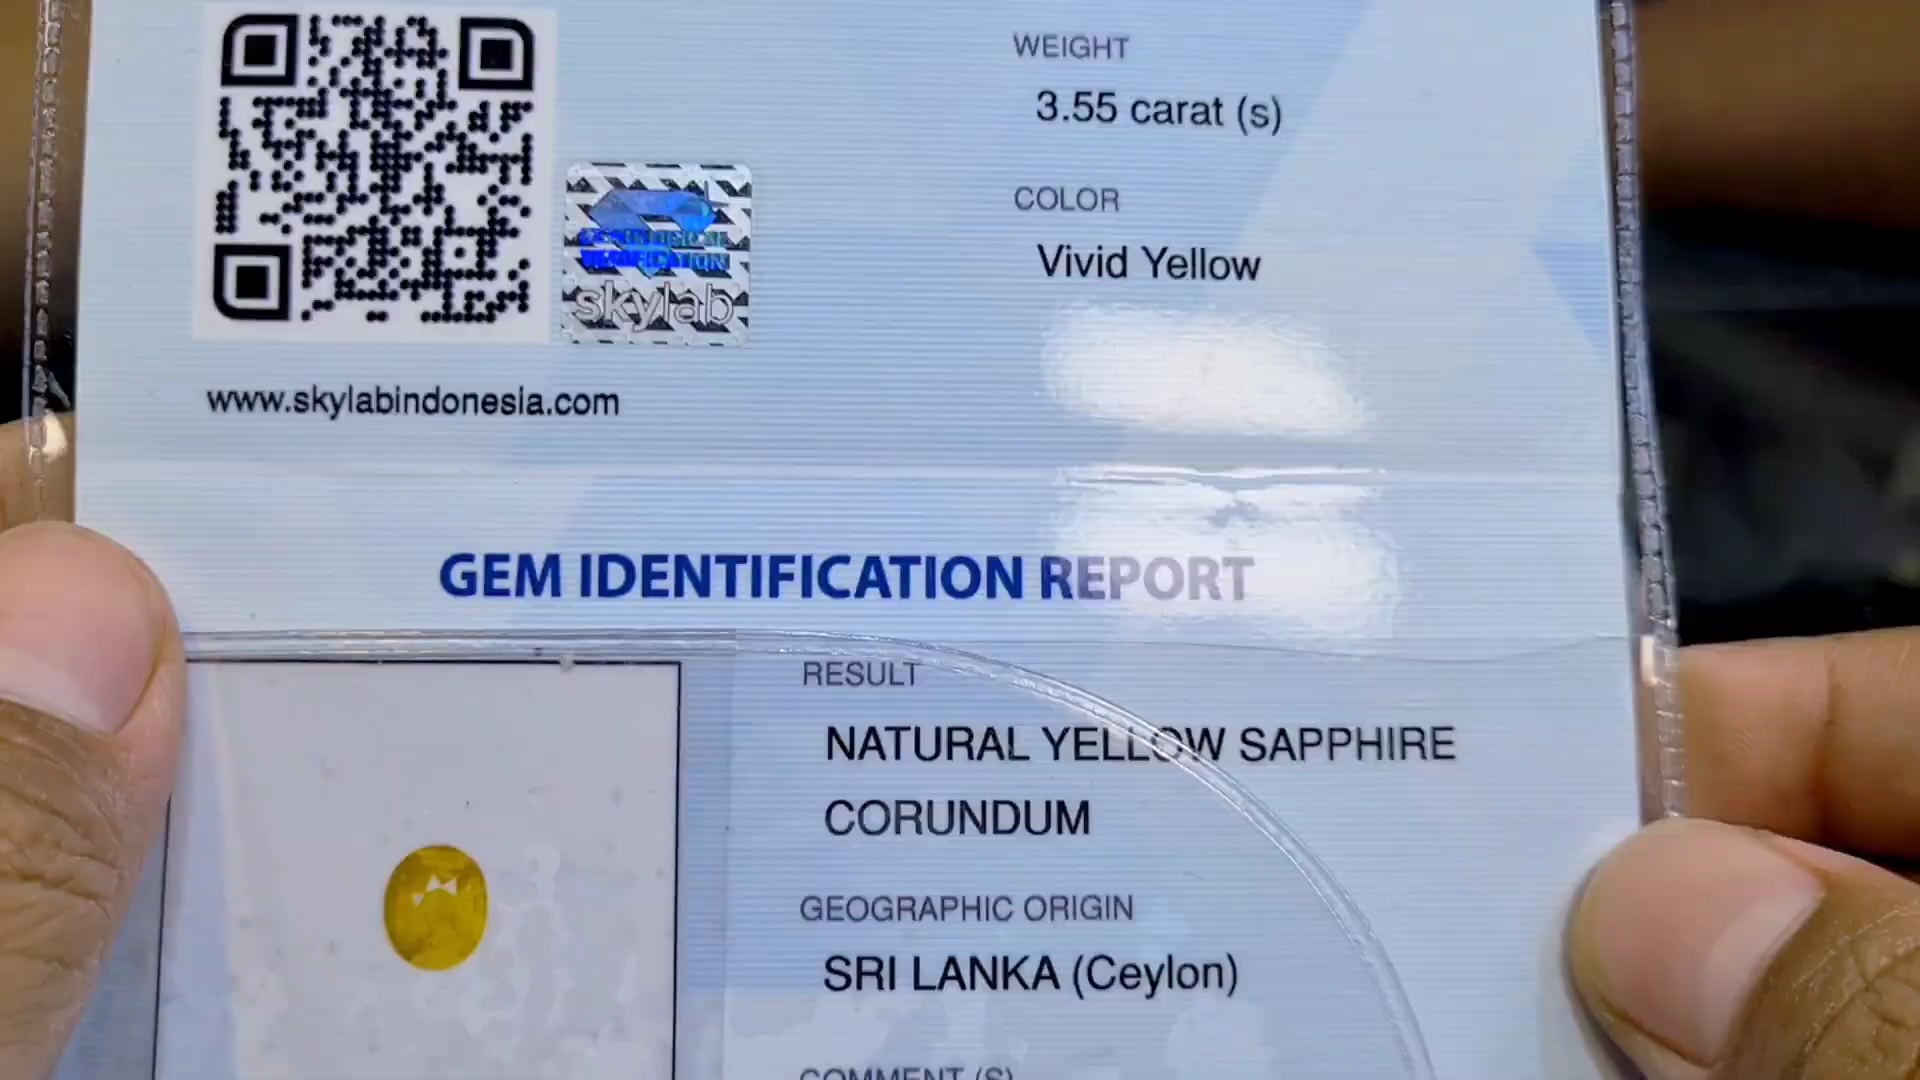 WEIGHT
3.55 carat (s)
COLOR
Vivid Yellow
skylab
www.skylabindonesia.com
GEM IDENTIFICATION REPORT
RESULT
NATURAL YELLOW SAPPHIRE
CORUNDUM
GEOGRAPHIC ORIGIN
SRI LANKA (Ceylon)
COMMENT (S)